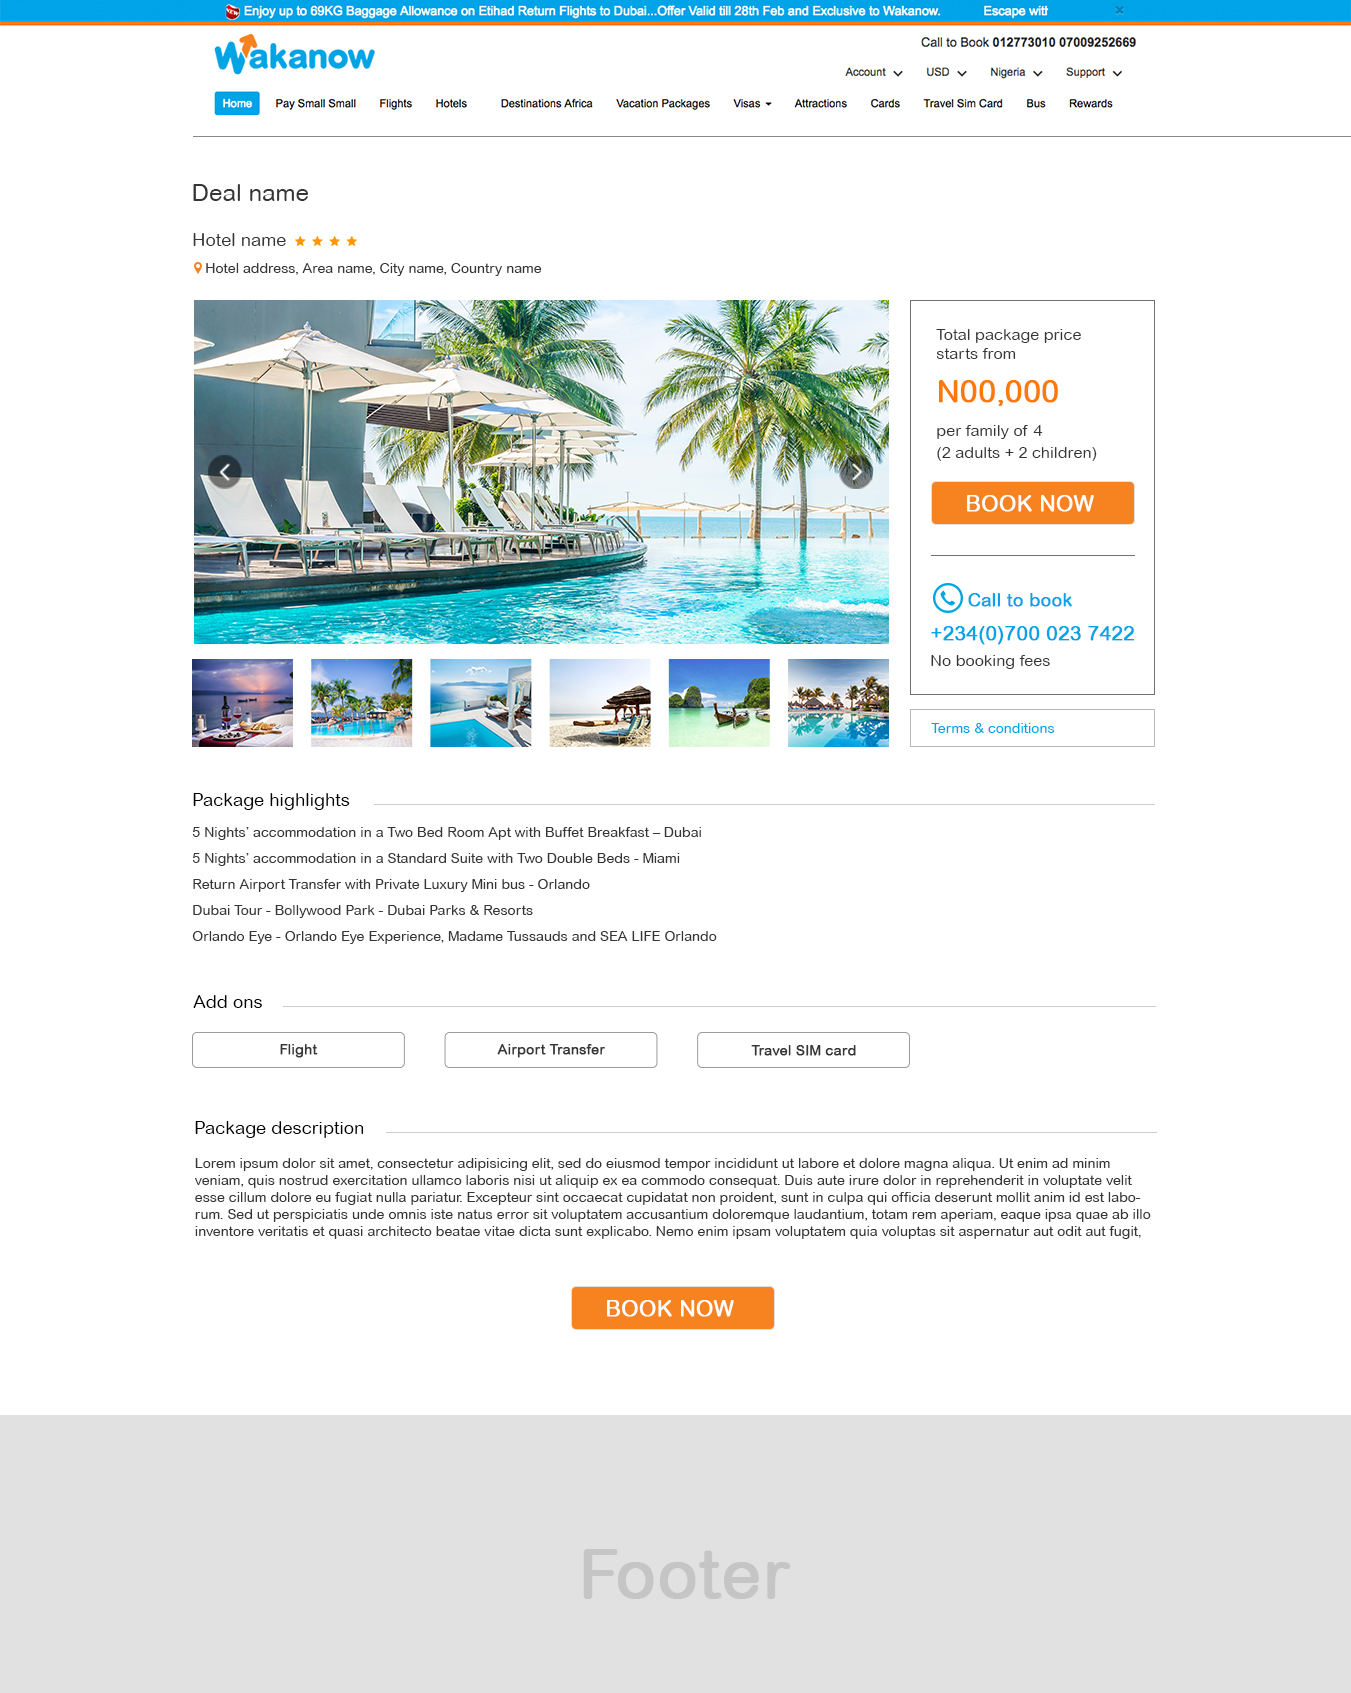 Enjoy up to 69KG Baggage Allowance on Etihad Return Flights to Dubai...Offer Valid till 28th Feb and Exclusive to Wakanow. Escape with
Wakanow
Call to Book 012773010 07009252669
Account USD Nigeria Support
Home Pay Small Small Flights Hotels Destinations Africa Vacation Packages Visas Attractions Cards Travel Sim Card Bus Rewards
Deal name
Hotel name
Hotel address, Area name, City name, Country name
Total package price
starts from
N00,000
per family of 4
(2 adults + 2 children)
BOOK NOW
Call to book
+234(0)700 023 7422
No booking fees
Terms & conditions
Package highlights
5 Nights’ accommodation in a Two Bed Room Apt with Buffet Breakfast – Dubai
5 Nights’ accommodation in a Standard Suite with Two Double Beds - Miami
Return Airport Transfer with Private Luxury Mini bus - Orlando
Dubai Tour - Bollywood Park - Dubai Parks & Resorts
Orlando Eye - Orlando Eye Experience, Madame Tussauds and SEA LIFE Orlando
Add ons
Flight
Airport Transfer
Travel SIM card
Package description
Lorem ipsum dolor sit amet, consectetur adipisicing elit, sed do eiusmod tempor incididunt ut labore et dolore magna aliqua. Ut enim ad minim
veniam, quis nostrud exercitation ullamco laboris nisi ut aliquip ex ea commodo consequat. Duis aute irure dolor in reprehenderit in voluptate velit
esse cillum dolore eu fugiat nulla pariatur. Excepteur sint occaecat cupidatat non proident, sunt in culpa qui officia deserunt mollit anim id est labo-
rum. Sed ut perspiciatis unde omnis iste natus error sit voluptatem accusantium doloremque laudantium, totam rem aperiam, eaque ipsa quae ab illo
inventore veritatis et quasi architecto beatae vitae dicta sunt explicabo. Nemo enim ipsam voluptatem quia voluptas sit aspernatur aut odit aut fugit,
BOOK NOW
Footer